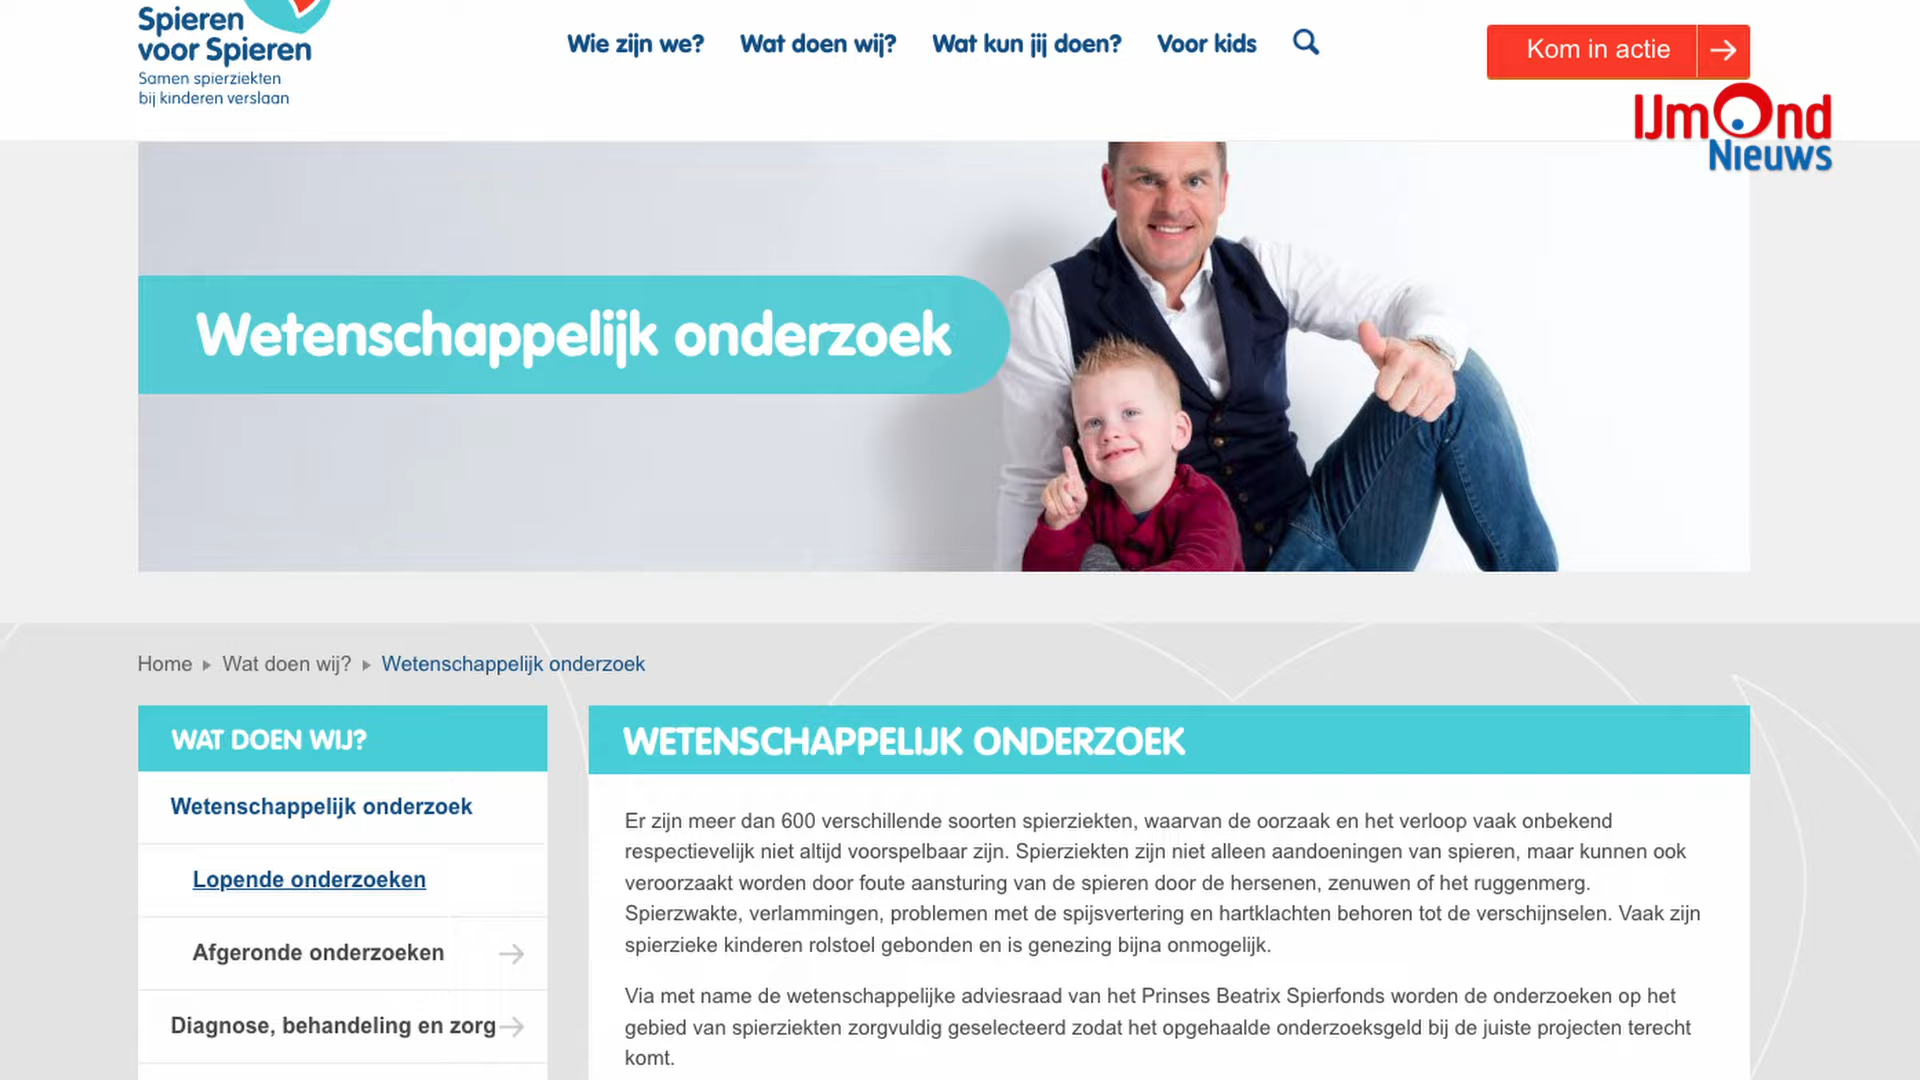 Spieren
voor Spieren
Samen spierziekten
bij kinderen verslaan
Wie zijn we? Wat doen wij? Wat kun jij doen? Voor kids
Kom in actie
IJmond
Nieuws
Wetenschappelijk onderzoek
Home Wat doen wij? Wetenschappelijk onderzoek
WAT DOEN WIJ?
Wetenschappelijk onderzoek
Lopende onderzoeken
Afgeronde onderzoeken
Diagnose, behandeling en zorg
WETENSCHAPPELIJK ONDERZOEK
Er zijn meer dan 600 verschillende soorten spierziekten, waarvan de oorzaak en het verloop vaak onbekend
respectievelijk niet altijd voorspelbaar zijn. Spierziekten zijn niet alleen aandoeningen van spieren, maar kunnen ook
veroorzaakt worden door foute aansturing van de spieren door de hersenen, zenuwen of het ruggenmerg.
Spierzwakte, verlammingen, problemen met de spijsvertering en hartklachten behoren tot de verschijnselen. Vaak zijn
spierzieke kinderen rolstoel gebonden en is genezing bijna onmogelijk.
Via met name de wetenschappelijke adviesraad van het Prinses Beatrix Spierfonds worden de onderzoeken op het
gebied van spierziekten zorgvuldig geselecteerd zodat het opgehaalde onderzoeksgeld bij de juiste projecten terecht
komt.